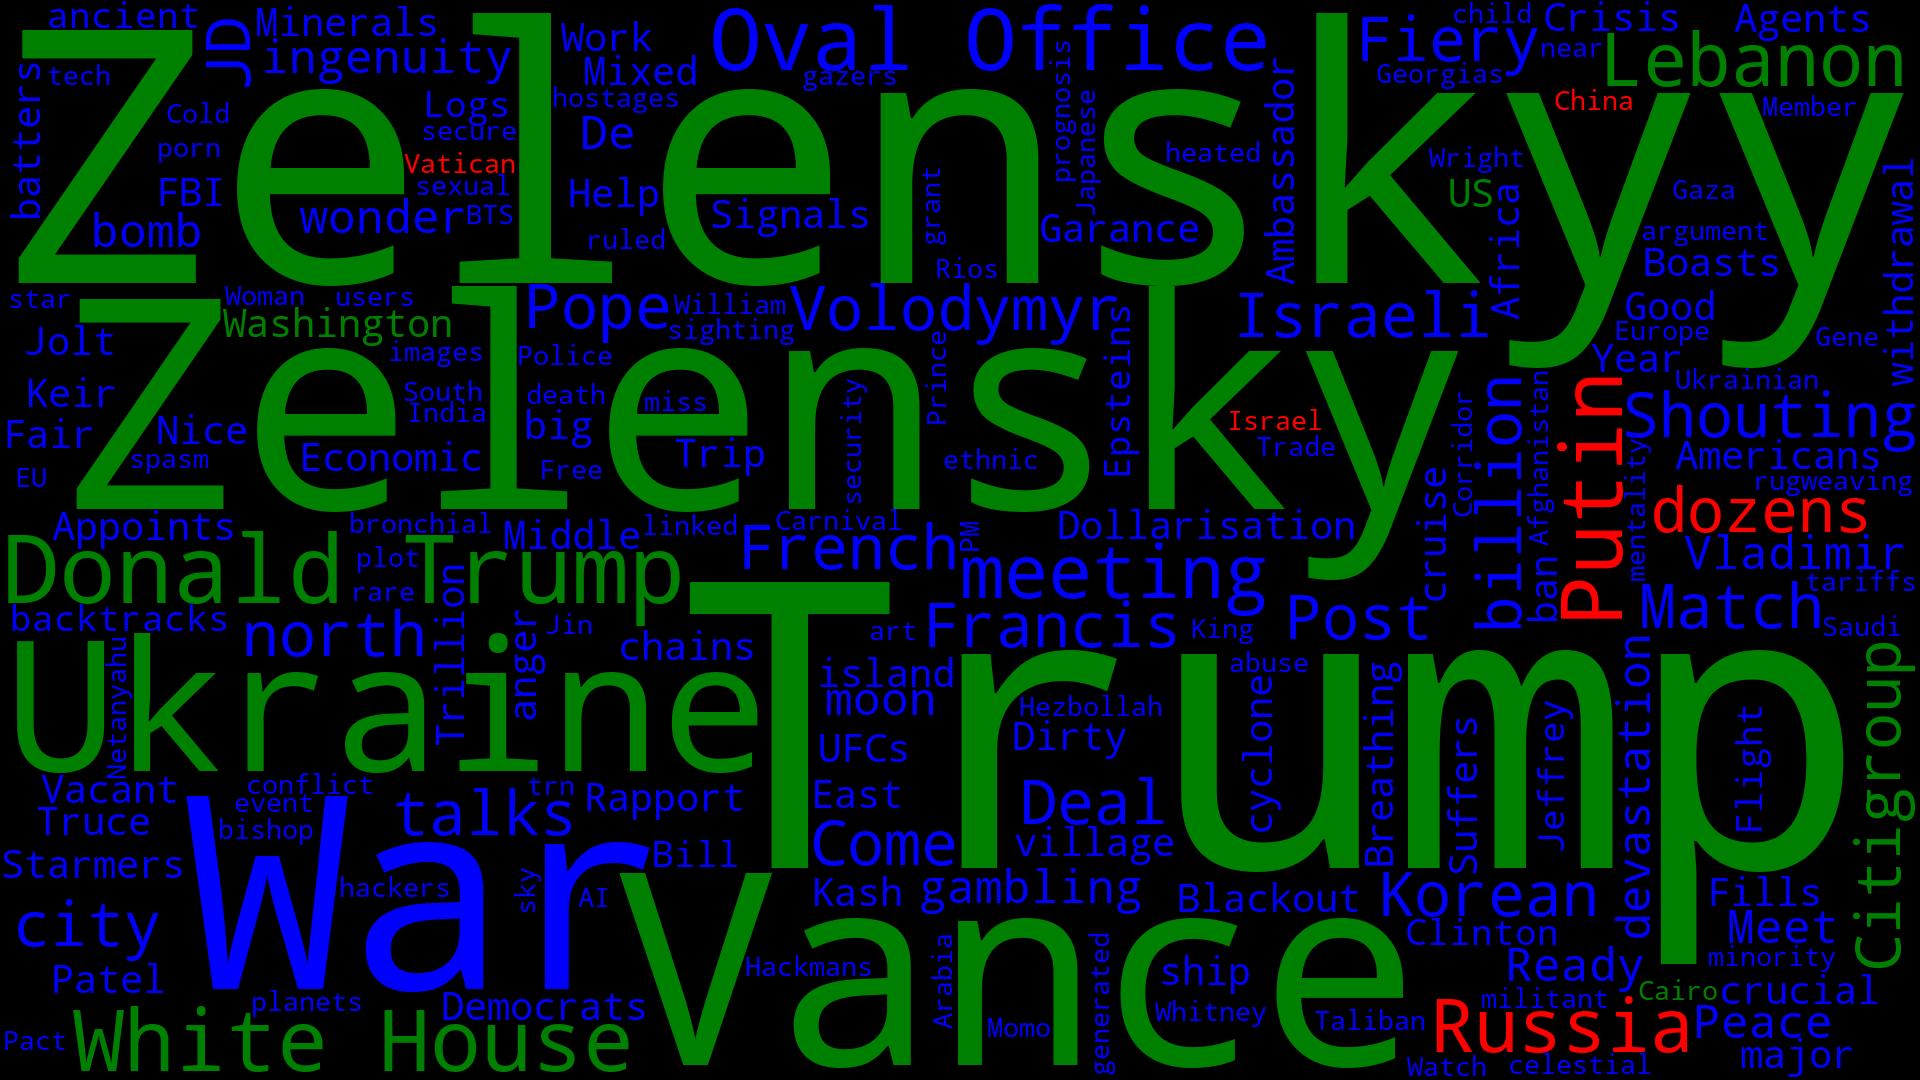 ancient
JD
Minerals
Work
Oval Office
child
Crisis
Agents
Zelenskyy
ingenuity
Mixed
gazers
Fiery
near
Lebanon
batters
tech
Logs
hostages
prognosis
Japanese
Ambassador
Georgias
China
Member
Cold
secure
De
heated
porn
Vatican
Wright
FBI
sexual
Help
Signals
grant
US
Africa
Gaza
withdrawal
bomb
wonder
BTS
ruled
Garance
argument
Rios
Boasts
star
Woman
users
Pope
William
Volodymyr
Israeli
Good
Washington
sighting
Europe
Gene
Jolt
images
Police
Prince
Epsteins
Year
Zelensky
Keir
South
death
miss
security
Corridor
billion
Afghanistan
Putin
Ukrainian
India
big
Israel
Shouting
Fair
Nice
Economic
Trip
Trade
mentality
Americans
spasm
Free
ethnic
cruise
rugweaving
EU
dozens
Appoints
bronchial
Middle
linked
Carnival
PM
Dollarisation
Donald Trump
plot
French
meeting
ban
Vladimir
rare
tariffs
backtracks
north
Trillion
anger
Jin
chains
art
Francis
King
Post
Match
Saudi
Ukraine
Netanyahu
Trump
island
abuse
moon
Hezbollah
cyclone
Breathing
Suffers
Jeffrey
devastation
Flight
Citigroup
UFCs
Dirty
Vacant
conflict
trn
Rapport
East
Deal
event
Truce
bishop
talks
Come
village
War
Starmers
Bill
hackers
sky
AI
Kash
gambling
Blackout
Korean
Fills
city
Vance
Clinton
Meet
Patel
Hackmans
Arabia
generated
ship
Ready
minority
planets
Democrats
Whitney
militant
Cairo
crucial
White House
Pact
Momo
Taliban
Russia
Peace
Watch
celestial
major